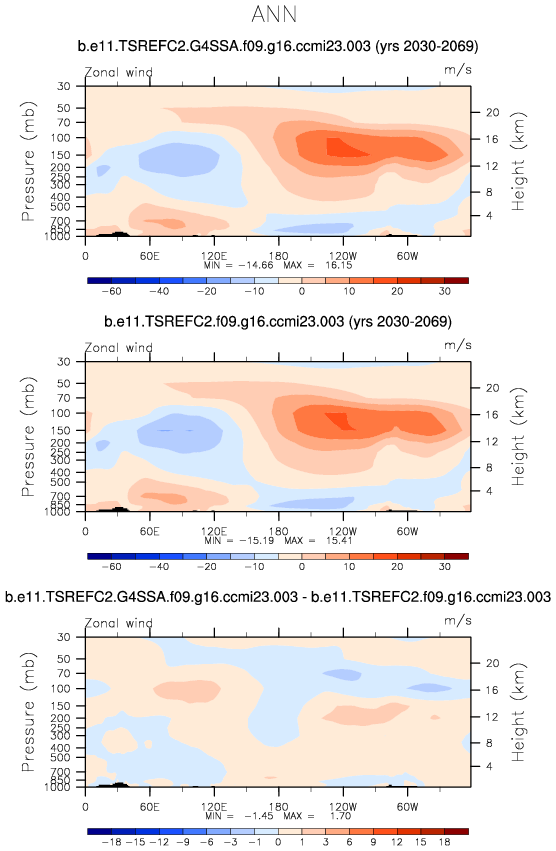 ANN
b.e11.TSREFC2.G4SSA.f09.g16.ccmi23.003 (yrs 2030-2069)
Zonal wind m/s
Pressure (mb)
30
50
70
100
150
200
250
300
400
500
700
850
1000
Height (km)
20
16
12
8
4
0 60E 120E 180 120W 60W
MIN = -14.66 MAX = 16.15
-60 -40 -20 -10 0 10 20 30
b.e11.TSREFC2.f09.g16.ccmi23.003 (yrs 2030-2069)
Zonal wind m/s
Pressure (mb)
30
50
70
100
150
200
250
300
400
500
700
850
1000
Height (km)
20
16
12
8
4
0 60E 120E 180 120W 60W
MIN = -15.19 MAX = 15.41
-60 -40 -20 -10 0 10 20 30
b.e11.TSREFC2.G4SSA.f09.g16.ccmi23.003 - b.e11.TSREFC2.f09.g16.ccmi23.003
Zonal wind m/s
Pressure (mb)
30
50
70
100
150
200
250
300
400
500
700
850
1000
Height (km)
20
16
12
8
4
0 60E 120E 180 120W 60W
MIN = -1.45 MAX = 1.70
-18 -15 -12 -9 -6 -3 -1 0 1 3 6 9 12 15 18